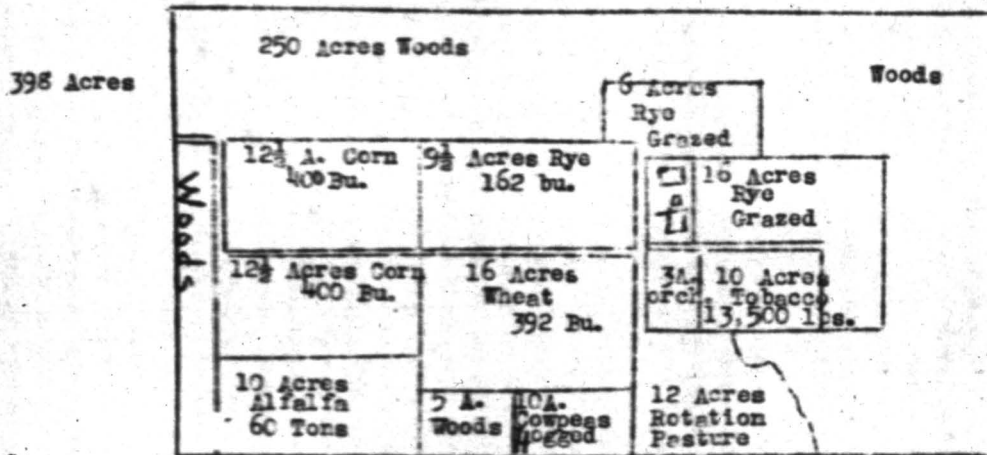 250 Acres Woods
398 Acres
Woods
6 Acres
Rye
Grazed
12½ A. Corn
400 Bu.
9½ Acres Rye
162 bu.
16 Acres
Rye
Grazed
Woods
12½ Acres Corn
400 Bu.
16 Acres
Wheat
392 Bu.
3A.
orch.
10 Acres
Tobacco
13,500 lbs.
10 Acres
Alfalfa
60 Tons
5 A.
Woods
10A.
Cowpeas
Hogged
12 Acres
Rotation
Pasture